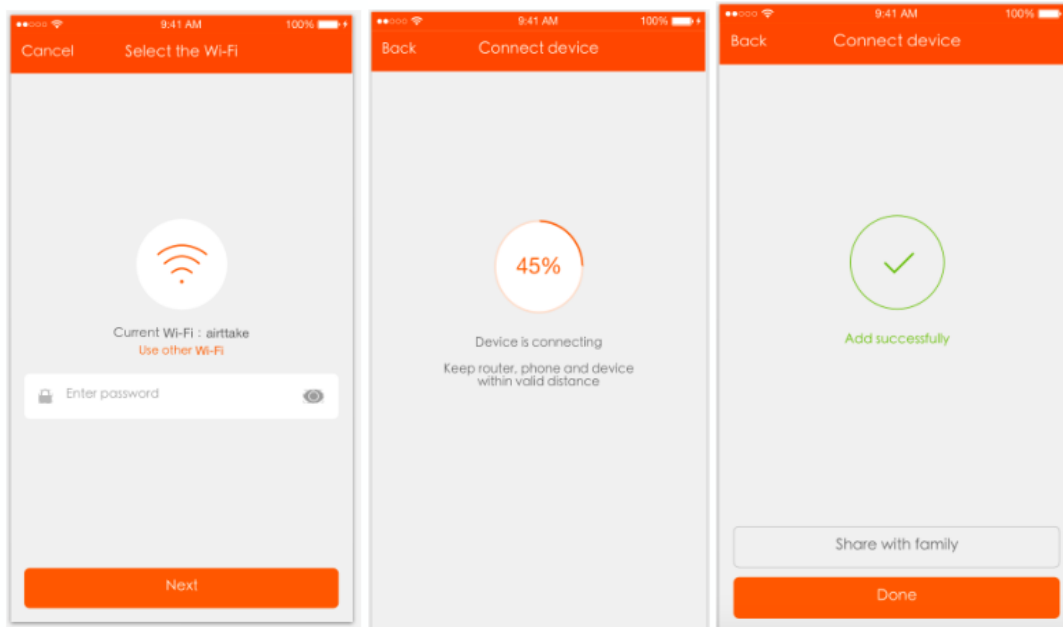 9:41 AM 100%
Cancel Select the Wi-Fi
Current Wi-Fi : airttake
Use other Wi-Fi
Enter password
Next
9:41 AM 100%
Back Connect device
45%
Device is connecting
Keep router, phone and device
within valid distance
9:41 AM 100%
Back Connect device
Add successfully
Share with family
Done